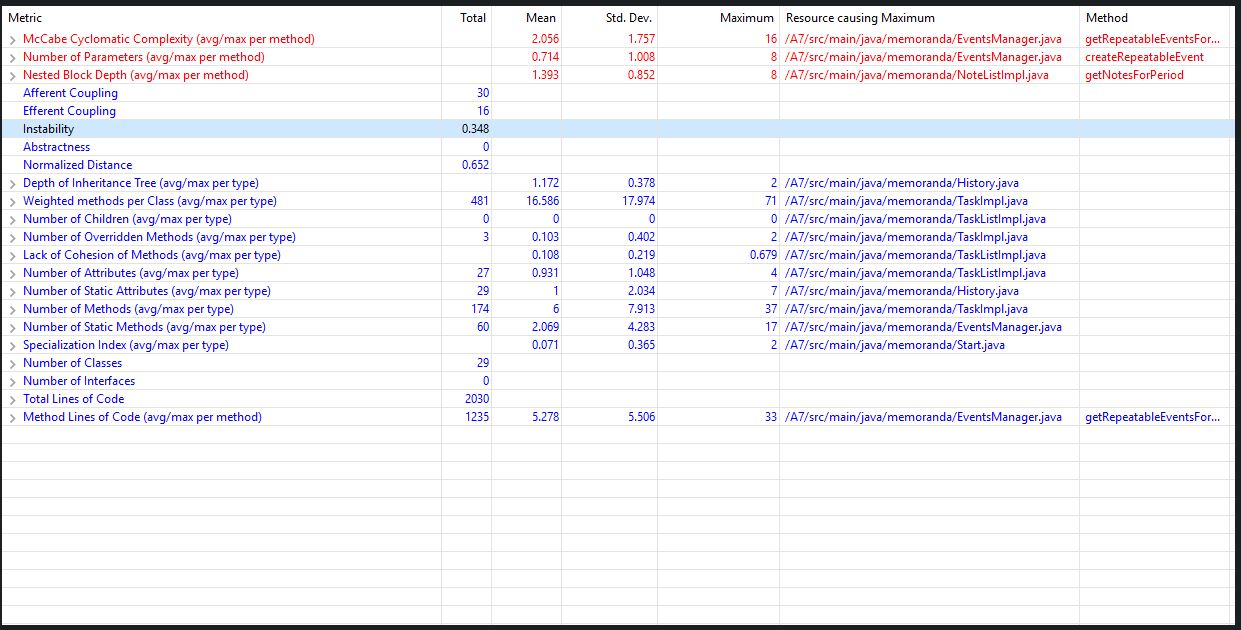 Metric Total Mean Std. Dev. Maximum Resource causing Maximum Method
McCabe Cyclomatic Complexity (avg/max per method) 2.056 1.757 16 /A7/src/main/java/memoranda/EventsManager.java getRepeatableEventsFor...
Number of Parameters (avg/max per method) 0.714 1.008 8 /A7/src/main/java/memoranda/EventsManager.java createRepeatableEvent
Nested Block Depth (avg/max per method) 1.393 0.852 8 /A7/src/main/java/memoranda/NoteListImpl.java getNotesForPeriod
Afferent Coupling 30
Efferent Coupling 16
Instability 0.348
Abstractness 0
Normalized Distance 0.652
Depth of Inheritance Tree (avg/max per type) 1.172 0.378 2 /A7/src/main/java/memoranda/History.java
Weighted methods per Class (avg/max per type) 481 16.586 17.974 71 /A7/src/main/java/memoranda/TaskImpl.java
Number of Children (avg/max per type) 0 0 0 0 /A7/src/main/java/memoranda/TaskListImpl.java
Number of Overridden Methods (avg/max per type) 3 0.103 0.402 2 /A7/src/main/java/memoranda/TaskImpl.java
Lack of Cohesion of Methods (avg/max per type) 0.108 0.219 0.679 /A7/src/main/java/memoranda/TaskListImpl.java
Number of Attributes (avg/max per type) 27 0.931 1.048 4 /A7/src/main/java/memoranda/TaskListImpl.java
Number of Static Attributes (avg/max per type) 29 1 2.034 7 /A7/src/main/java/memoranda/History.java
Number of Methods (avg/max per type) 174 6 7.913 37 /A7/src/main/java/memoranda/TaskImpl.java
Number of Static Methods (avg/max per type) 60 2.069 4.283 17 /A7/src/main/java/memoranda/EventsManager.java
Specialization Index (avg/max per type) 0.071 0.365 2 /A7/src/main/java/memoranda/Start.java
Number of Classes 29
Number of Interfaces 0
Total Lines of Code 2030
Method Lines of Code (avg/max per method) 1235 5.278 5.506 33 /A7/src/main/java/memoranda/EventsManager.java getRepeatableEventsFor...